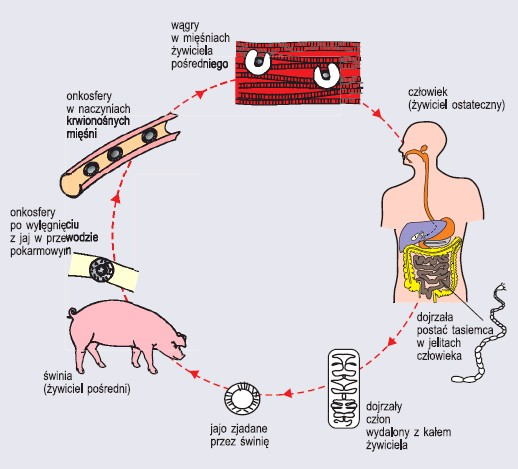 wągry
w mięśniach
żywiciela
pośredniego
człowiek
(żywiciel ostateczny)
dojrzała
postać tasiemca
w jelitach
człowieka
dojrzały
człon
wydalony z kałem
żywiciela
jajo zjadane
przez świnię
świnia
(żywiciel pośredni)
onkosfery
po wylęgnięciu
z jaj w przewodzie
pokarmowym
onkosfery
w naczyniach
krwionośnych
mięśni